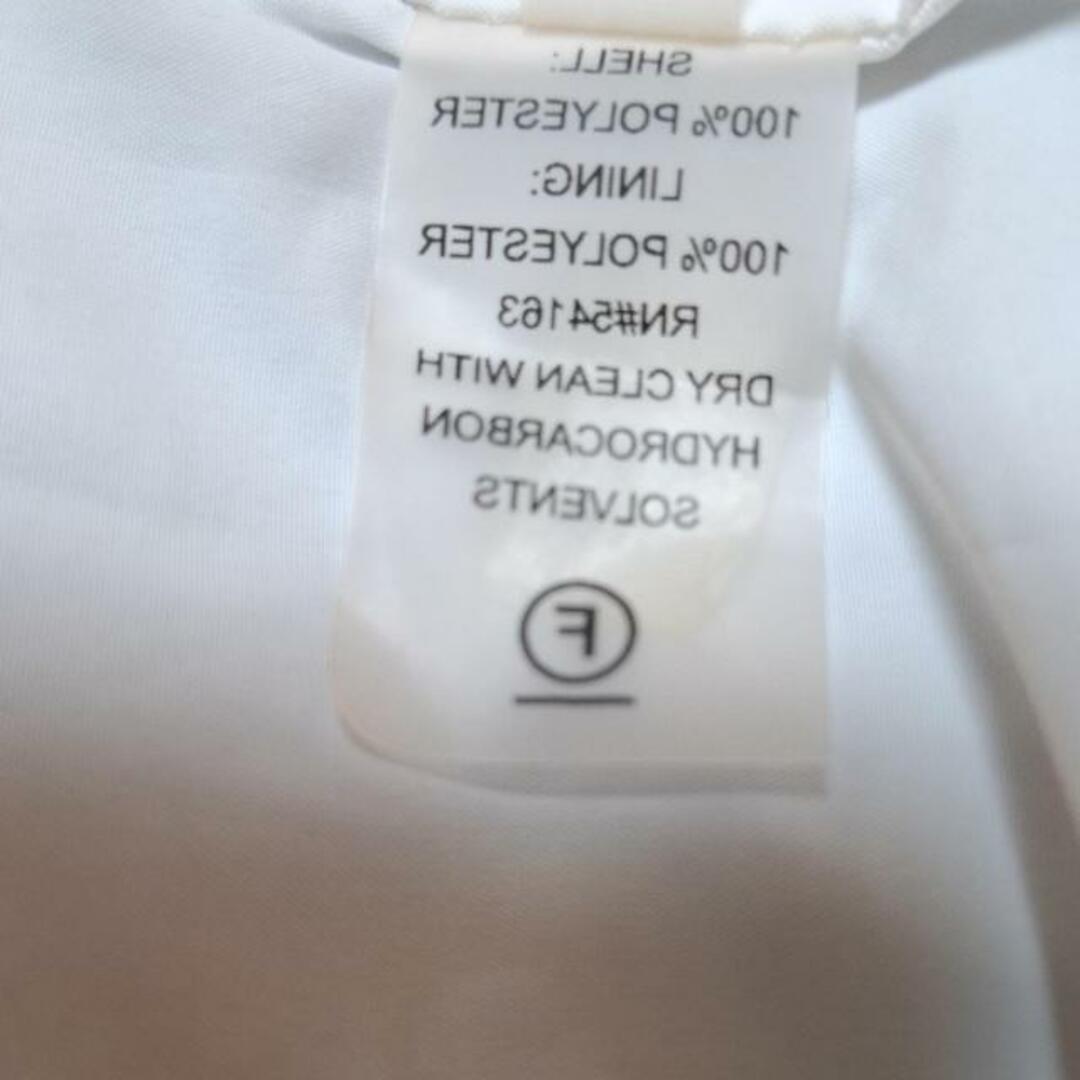 SHELL:
100% POLYESTER
LINING:
100% POLYESTER
RN#54163
DRY CLEAN WITH
HYDROCARBON
SOLVENTS
F